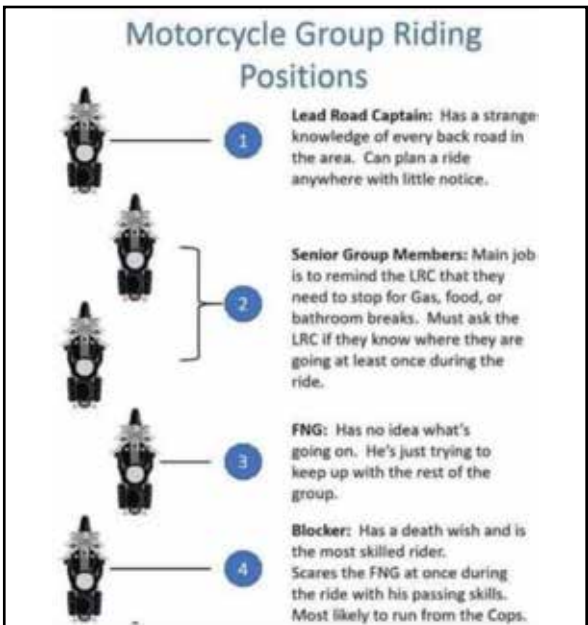 Motorcycle Group Riding
Positions
1
Lead Road Captain: Has a strange
knowledge of every back road in
the area. Can plan a ride
anywhere with little notice.
2
Senior Group Members: Main job
is to remind the LRC that they
need to stop for Gas, food, or
bathroom breaks. Must ask the
LRC if they know where they are
going at least once during the
ride.
3
FNG: Has no idea what's
going on. He's just trying to
keep up with the rest of the
group.
4
Blocker: Has a death wish and is
the most skilled rider.
Scares the FNG at once during
the ride with his passing skills.
Most likely to run from the Cops.